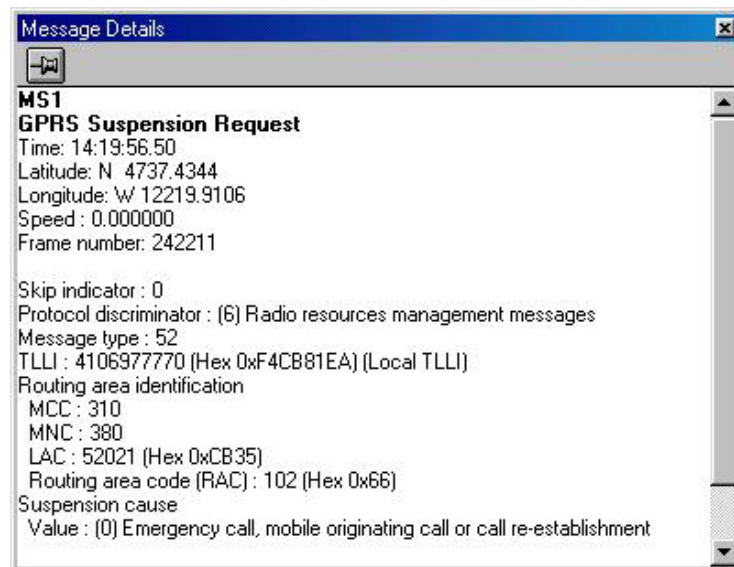 Message Details
MS1
GPRS Suspension Request
Time: 14:19:56.50
Latitude: N  4737.4344
Longitude: W 12219.9106
Speed : 0.000000
Frame number: 242211
Skip indicator : 0
Protocol discriminator : (6) Radio resources management messages
Message type : 52
TLLI : 4106977770 (Hex 0xF4CB81EA) (Local TLLI)
Routing area identification
MCC : 310
MNC : 380
LAC : 52021 (Hex 0xCB35)
Routing area code (RAC) : 102 (Hex 0x66)
Suspension cause
Value : (0) Emergency call, mobile originating call or call re-establishment